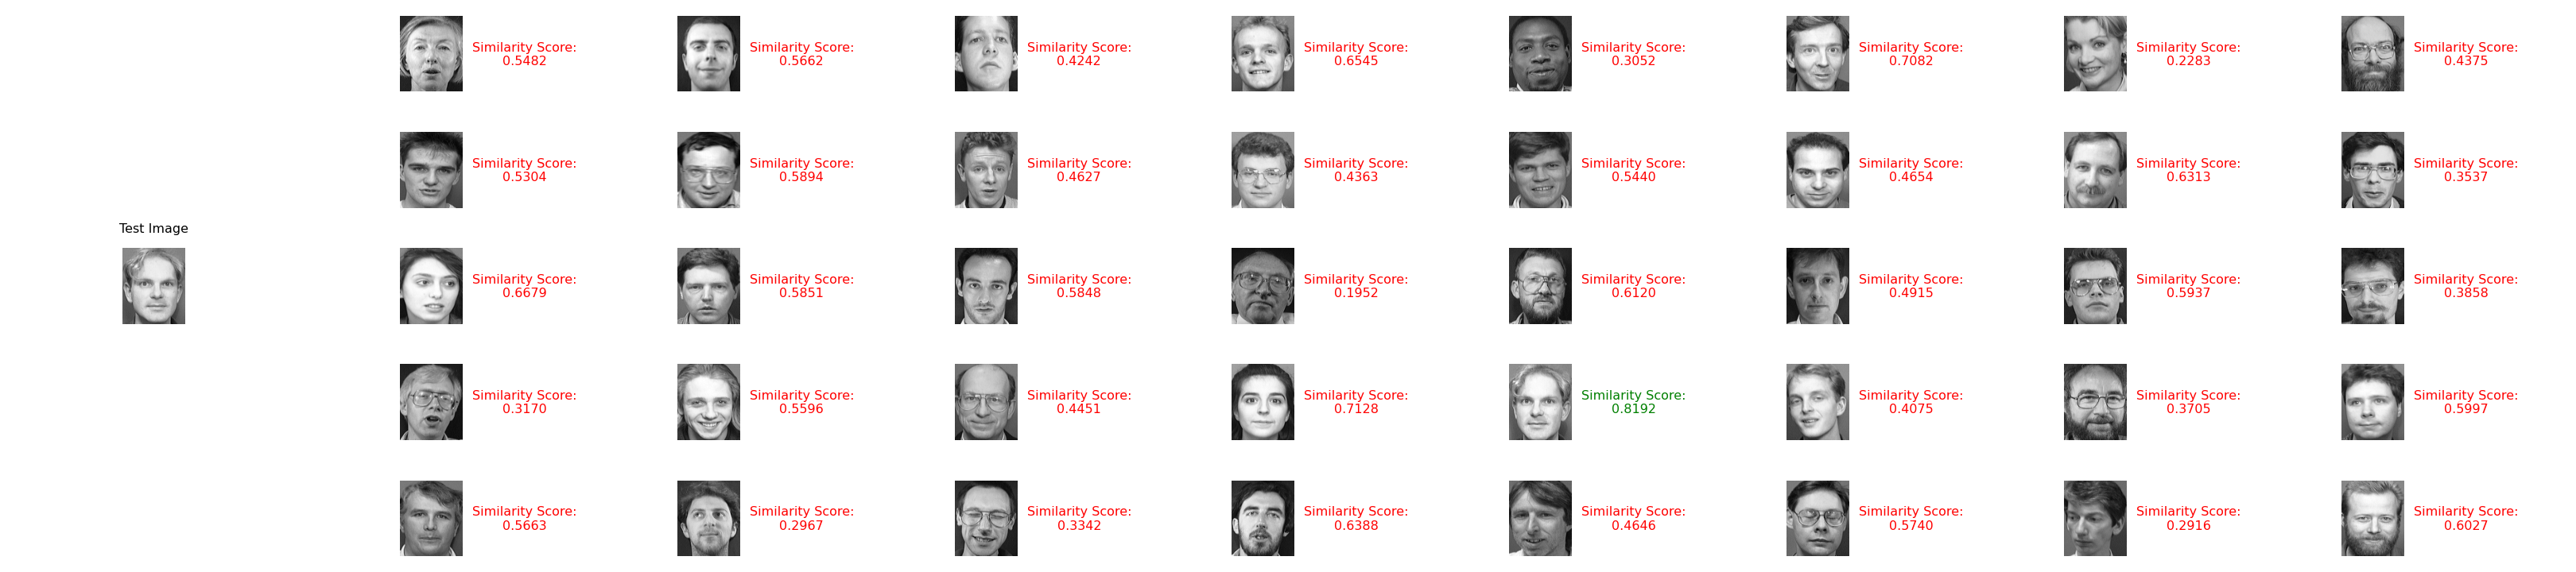 Similarity Score:
0.5482
Similarity Score:
0.5662
Similarity Score:
0.4242
Similarity Score:
0.6545
Similarity Score:
0.3052
Similarity Score:
0.7082
Similarity Score:
0.2283
Similarity Score:
0.4375
Similarity Score:
0.5304
Similarity Score:
0.5894
Similarity Score:
0.4627
Similarity Score:
0.4363
Similarity Score:
0.5440
Similarity Score:
0.4654
Similarity Score:
0.6313
Similarity Score:
0.3537
Test Image
Similarity Score:
0.6679
Similarity Score:
0.5851
Similarity Score:
0.5848
Similarity Score:
0.1952
Similarity Score:
0.6120
Similarity Score:
0.4915
Similarity Score:
0.5937
Similarity Score:
0.3858
Similarity Score:
0.3170
Similarity Score:
0.5596
Similarity Score:
0.4451
Similarity Score:
0.7128
Similarity Score:
0.8192
Similarity Score:
0.4075
Similarity Score:
0.3705
Similarity Score:
0.5997
Similarity Score:
0.5663
Similarity Score:
0.2967
Similarity Score:
0.3342
Similarity Score:
0.6388
Similarity Score:
0.4646
Similarity Score:
0.5740
Similarity Score:
0.2916
Similarity Score:
0.6027